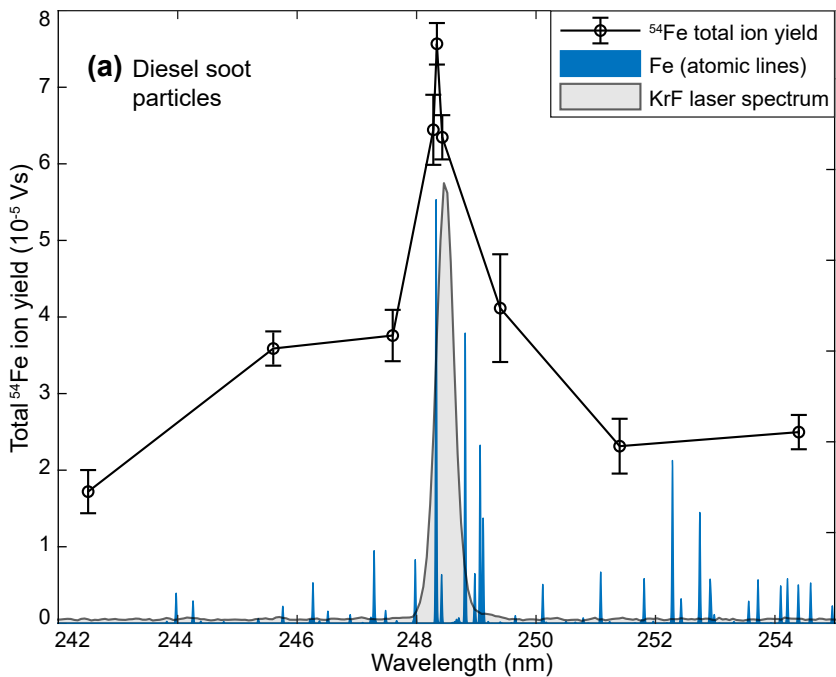 8
7
6
5
4
3
2
1
0
Total ⁵⁴Fe ion yield (10⁻⁵ Vs)
(a) Diesel soot
particles
⁵⁴Fe total ion yield
Fe (atomic lines)
KrF laser spectrum
242 244 246 248 250 252 254
Wavelength (nm)